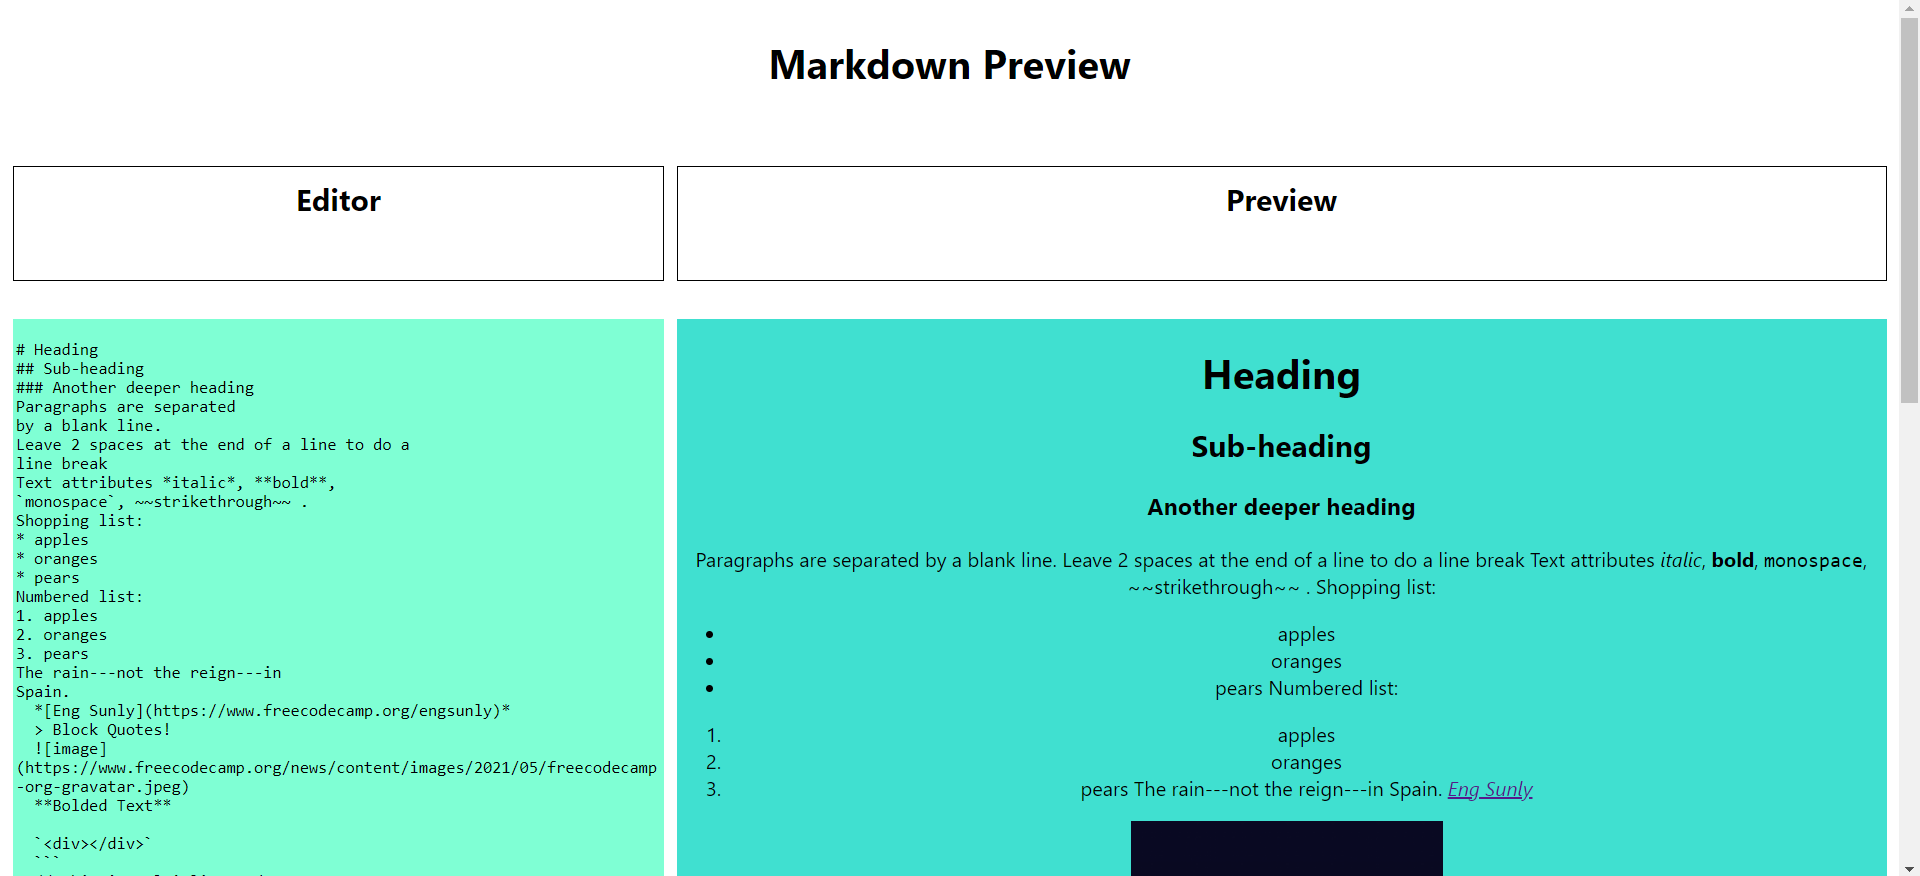 Markdown Preview
Editor
Preview
# Heading
## Sub-heading
### Another deeper heading
Paragraphs are separated
by a blank line.
Leave 2 spaces at the end of a line to do a
line break
Text attributes *italic*, **bold**,
`monospace`, ~~strikethrough~~ .
Shopping list:
* apples
* oranges
* pears
Numbered list:
1. apples
2. oranges
3. pears
The rain---not the reign---in
Spain.
*[Eng Sunly](https://www.freecodecamp.org/engsunly)*
> Block Quotes!
![image]
(https://www.freecodecamp.org/news/content/images/2021/05/freecodecamp
-org-gravatar.jpeg)
**Bolded Text**
`<div></div>`
```
Heading
Sub-heading
Another deeper heading
Paragraphs are separated by a blank line. Leave 2 spaces at the end of a line to do a line break Text attributes italic, bold, monospace,
~~strikethrough~~ . Shopping list:
• apples
• oranges
• pears Numbered list:
1. apples
2. oranges
3. pears The rain---not the reign---in Spain. Eng Sunly